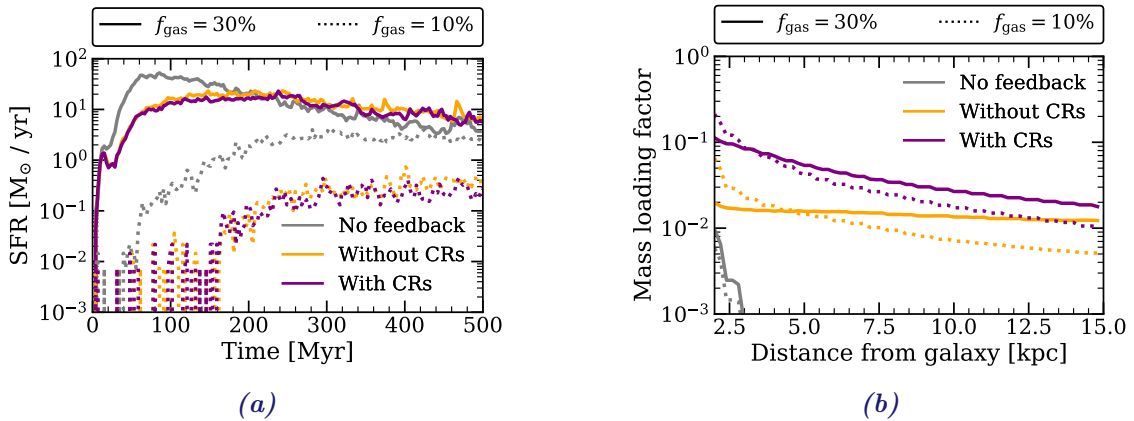 f_gas = 30%   f_gas = 10%
10^2
10^1
10^0
10^−1
10^−2
10^−3
SFR [M⊙ / yr]
No feedback
Without CRs
With CRs
0 100 200 300 400 500
Time [Myr]
(a)
f_gas = 30%   f_gas = 10%
10^0
10^−1
10^−2
10^−3
Mass loading factor
No feedback
Without CRs
With CRs
2.5 5.0 7.5 10.0 12.5 15.0
Distance from galaxy [kpc]
(b)